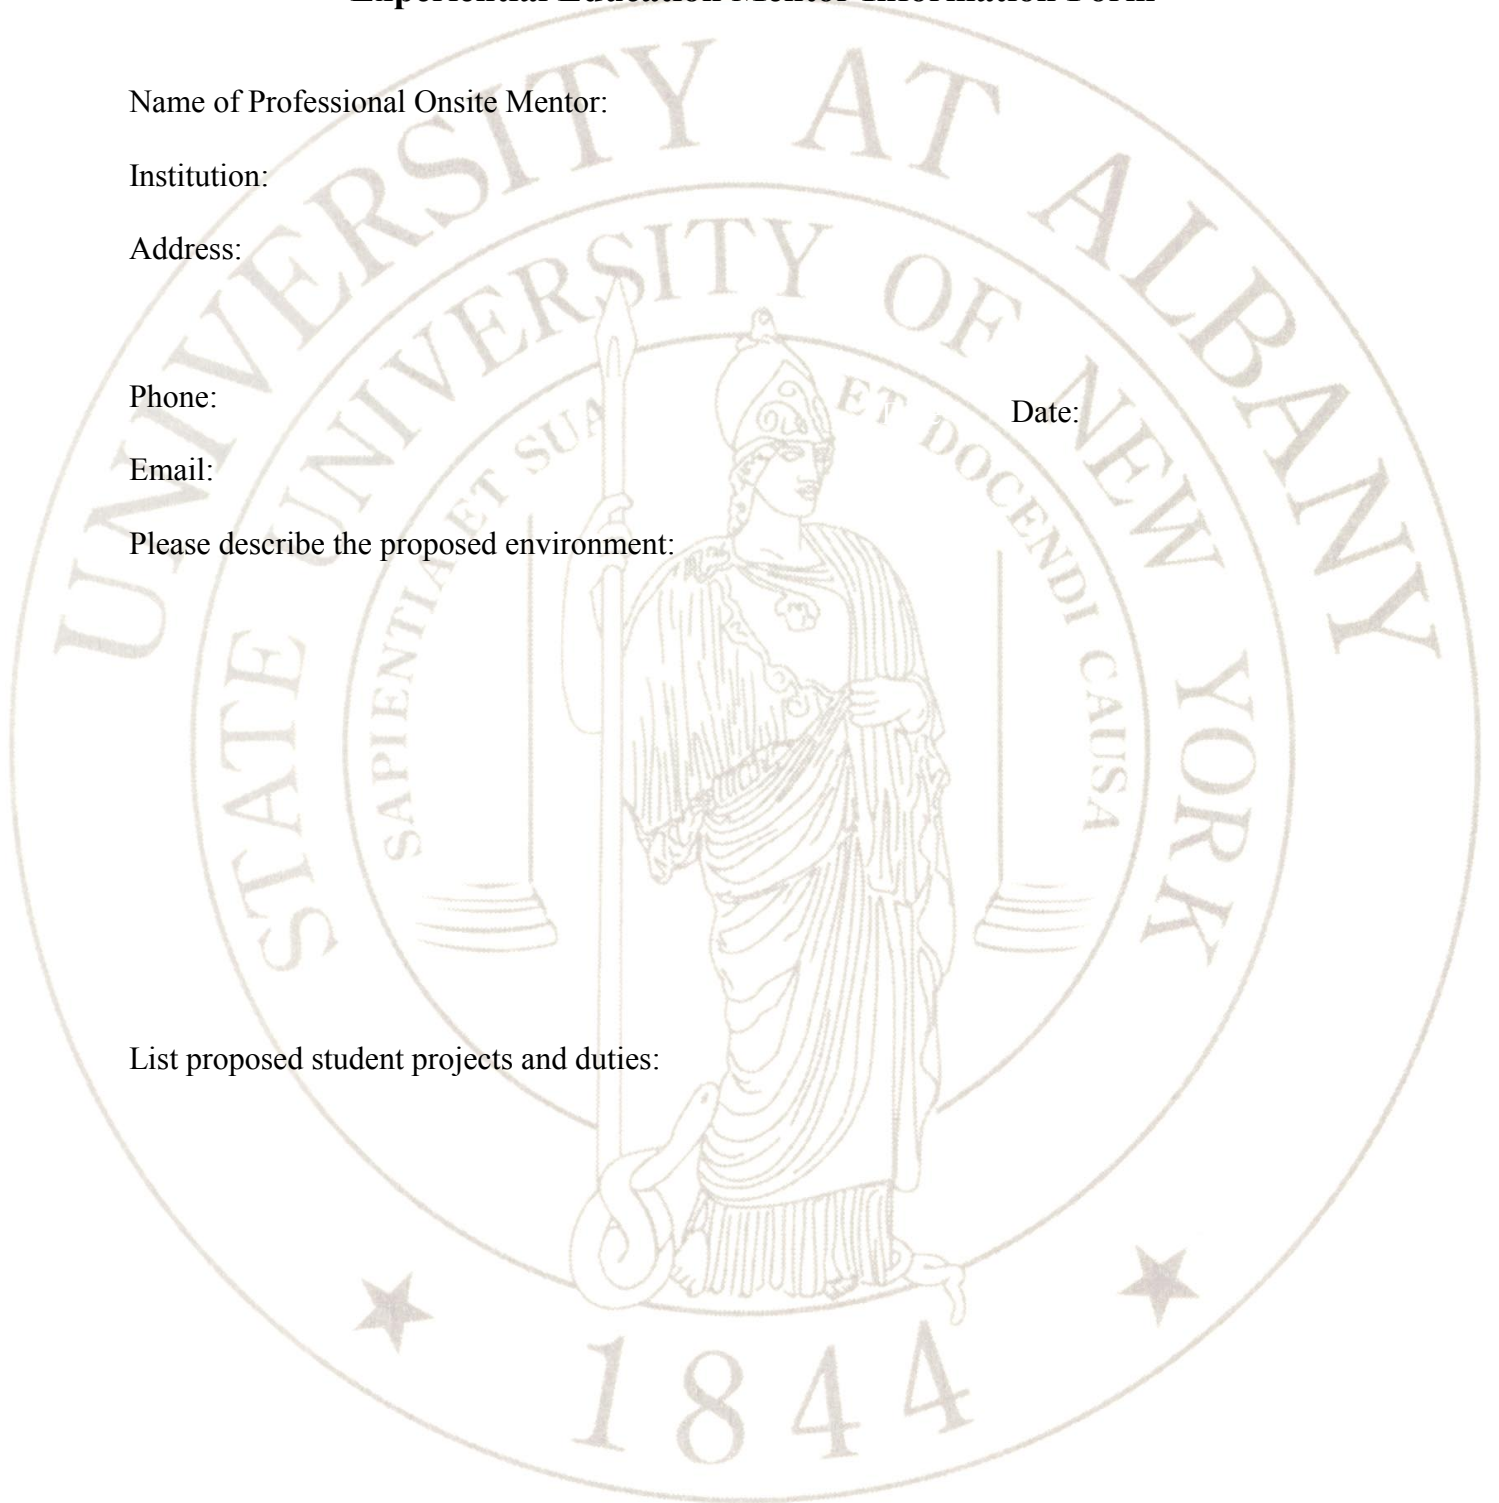 Experiential Education Mentor Information Form
Name of Professional Onsite Mentor:
Institution:
Address:
Phone:
Date:
Email:
Please describe the proposed environment:
List proposed student projects and duties:
UNIVERSITY AT ALBANY
STATE UNIVERSITY OF NEW YORK
SAPIENTIA ET SUA ET DOCENDI CAUSA
1844